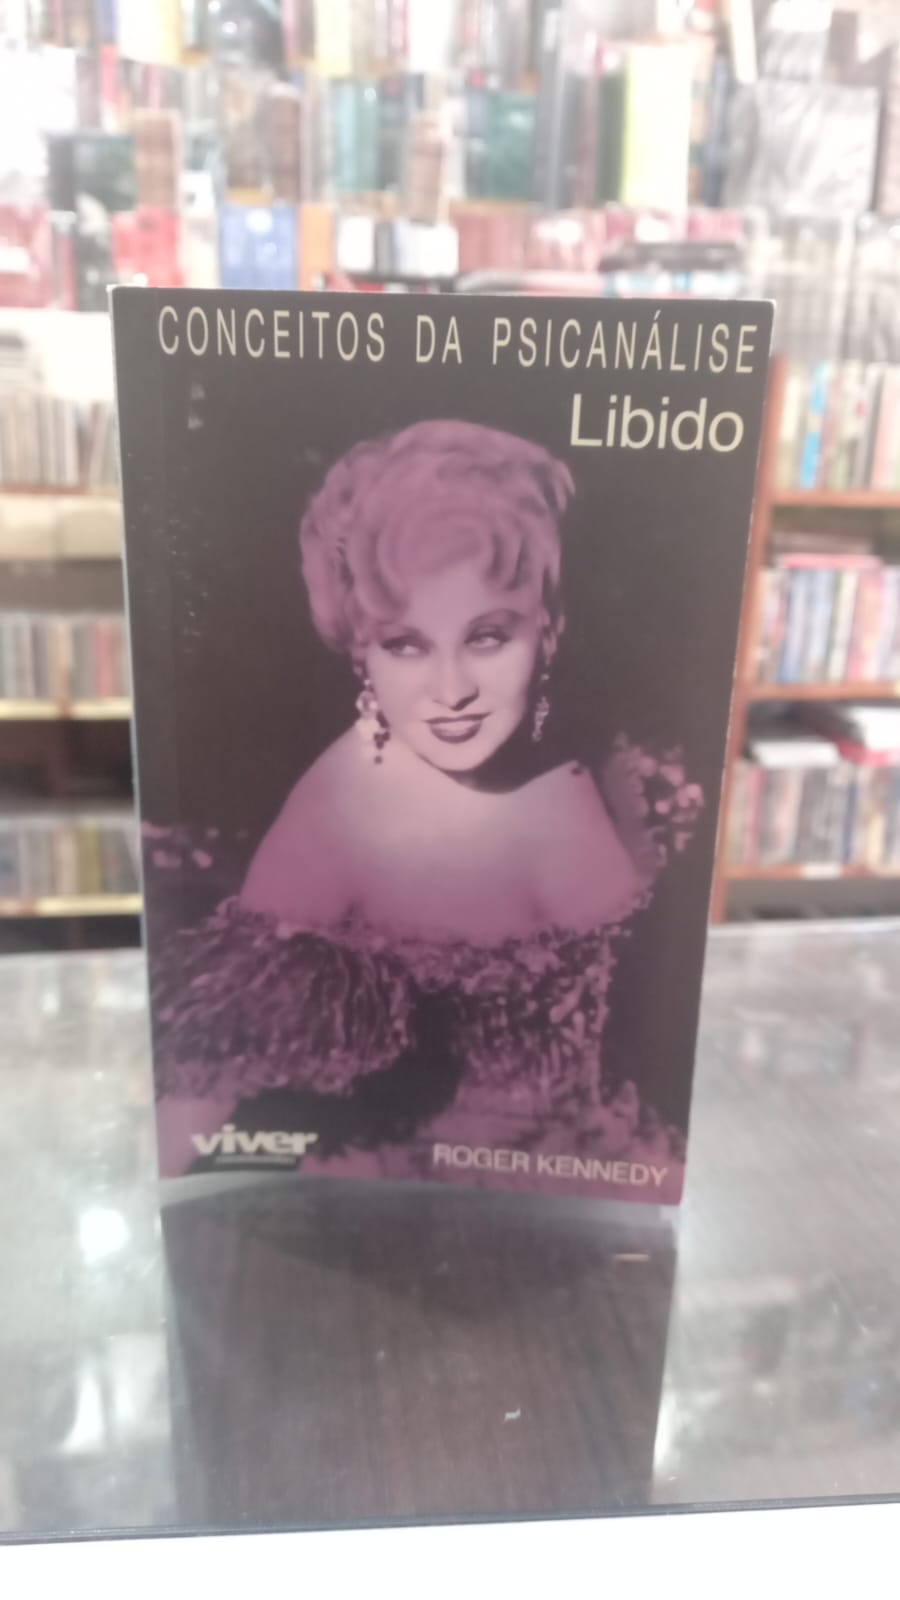 CONCEITOS DA PSICANÁLISE
Libido
viver
ROGER KENNEDY